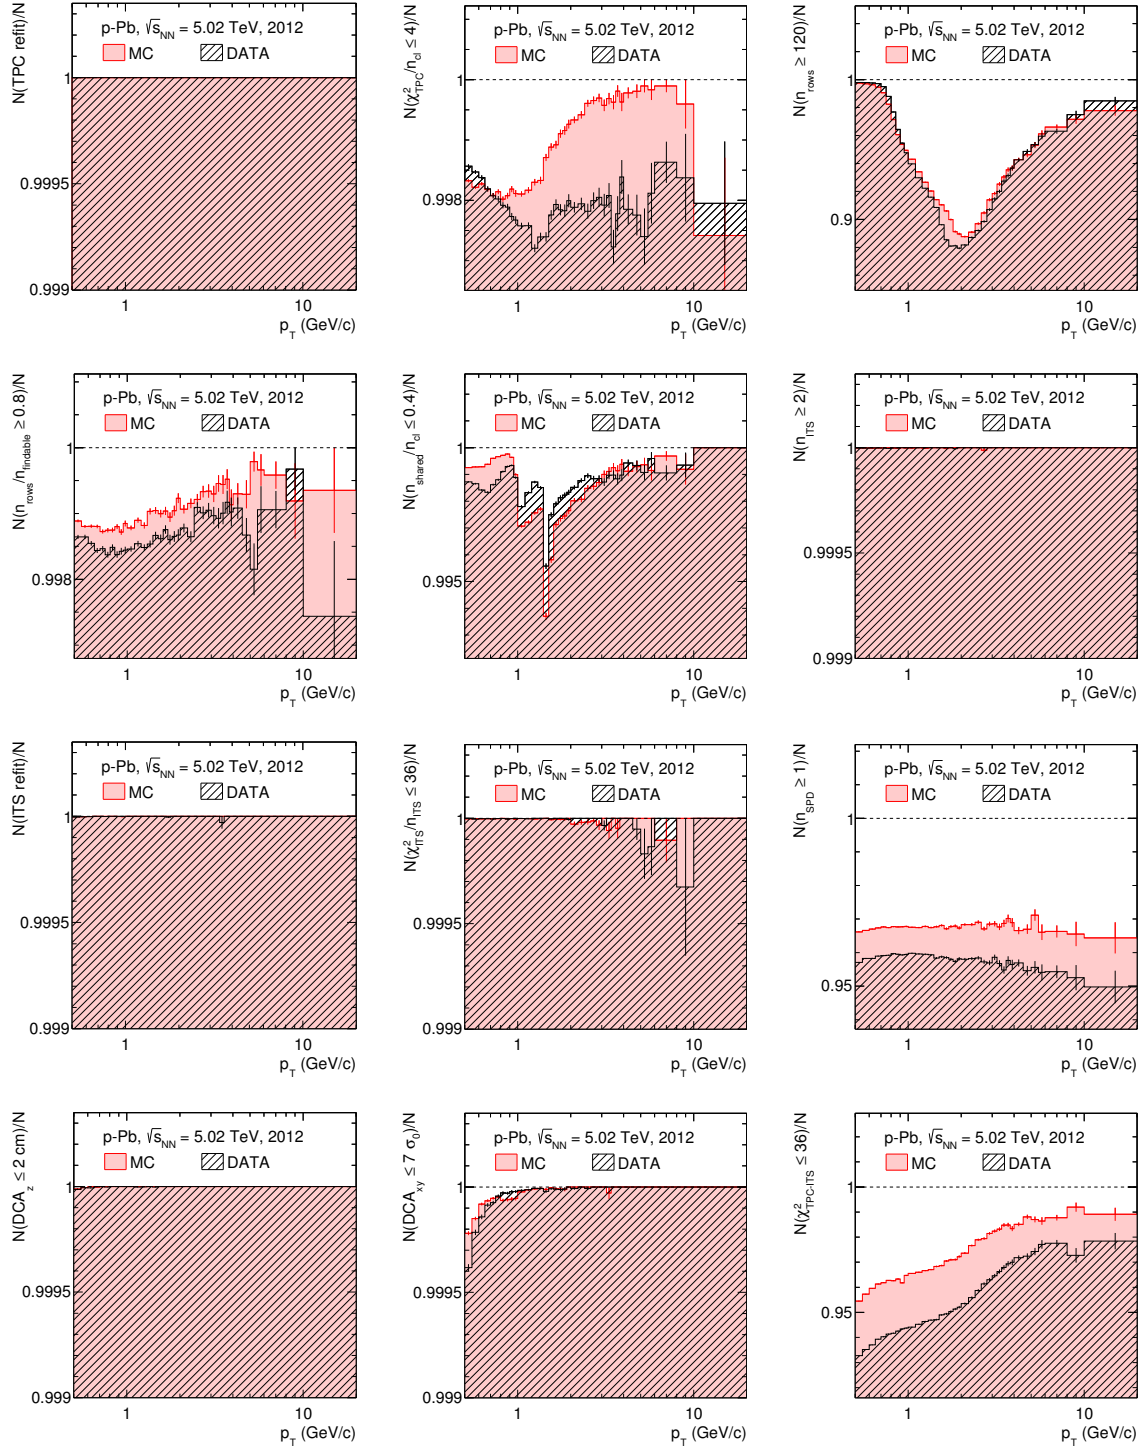 N(TPC refit)/N
p-Pb, √s_NN = 5.02 TeV, 2012
MC DATA
1
0.9995
0.999
1 10
p_T (GeV/c)
N(χ²_TPC/n_cl ≤ 4)/N
p-Pb, √s_NN = 5.02 TeV, 2012
MC DATA
1
0.998
1 10
p_T (GeV/c)
N(n_rows ≥ 120)/N
p-Pb, √s_NN = 5.02 TeV, 2012
MC DATA
1
0.9
1 10
p_T (GeV/c)
N(n_rows/n_findable ≥ 0.8)/N
p-Pb, √s_NN = 5.02 TeV, 2012
MC DATA
1
0.998
1 10
p_T (GeV/c)
N(n_shared/n_cl ≤ 0.4)/N
p-Pb, √s_NN = 5.02 TeV, 2012
MC DATA
1
0.995
1 10
p_T (GeV/c)
N(n_ITS ≥ 2)/N
p-Pb, √s_NN = 5.02 TeV, 2012
MC DATA
1
0.9995
0.999
1 10
p_T (GeV/c)
N(ITS refit)/N
p-Pb, √s_NN = 5.02 TeV, 2012
MC DATA
1
0.9995
0.999
1 10
p_T (GeV/c)
N(χ²_ITS/n_ITS ≤ 36)/N
p-Pb, √s_NN = 5.02 TeV, 2012
MC DATA
1
0.9995
0.999
1 10
p_T (GeV/c)
N(n_SPD ≥ 1)/N
p-Pb, √s_NN = 5.02 TeV, 2012
MC DATA
1
0.95
1 10
p_T (GeV/c)
N(DCA_z ≤ 2 cm)/N
p-Pb, √s_NN = 5.02 TeV, 2012
MC DATA
1
0.9995
0.999
1 10
p_T (GeV/c)
N(DCA_xy ≤ 7 σ_0)/N
p-Pb, √s_NN = 5.02 TeV, 2012
MC DATA
1
0.9995
0.999
1 10
p_T (GeV/c)
N(χ²_TPC-ITS ≤ 36)/N
p-Pb, √s_NN = 5.02 TeV, 2012
MC DATA
1
0.95
1 10
p_T (GeV/c)